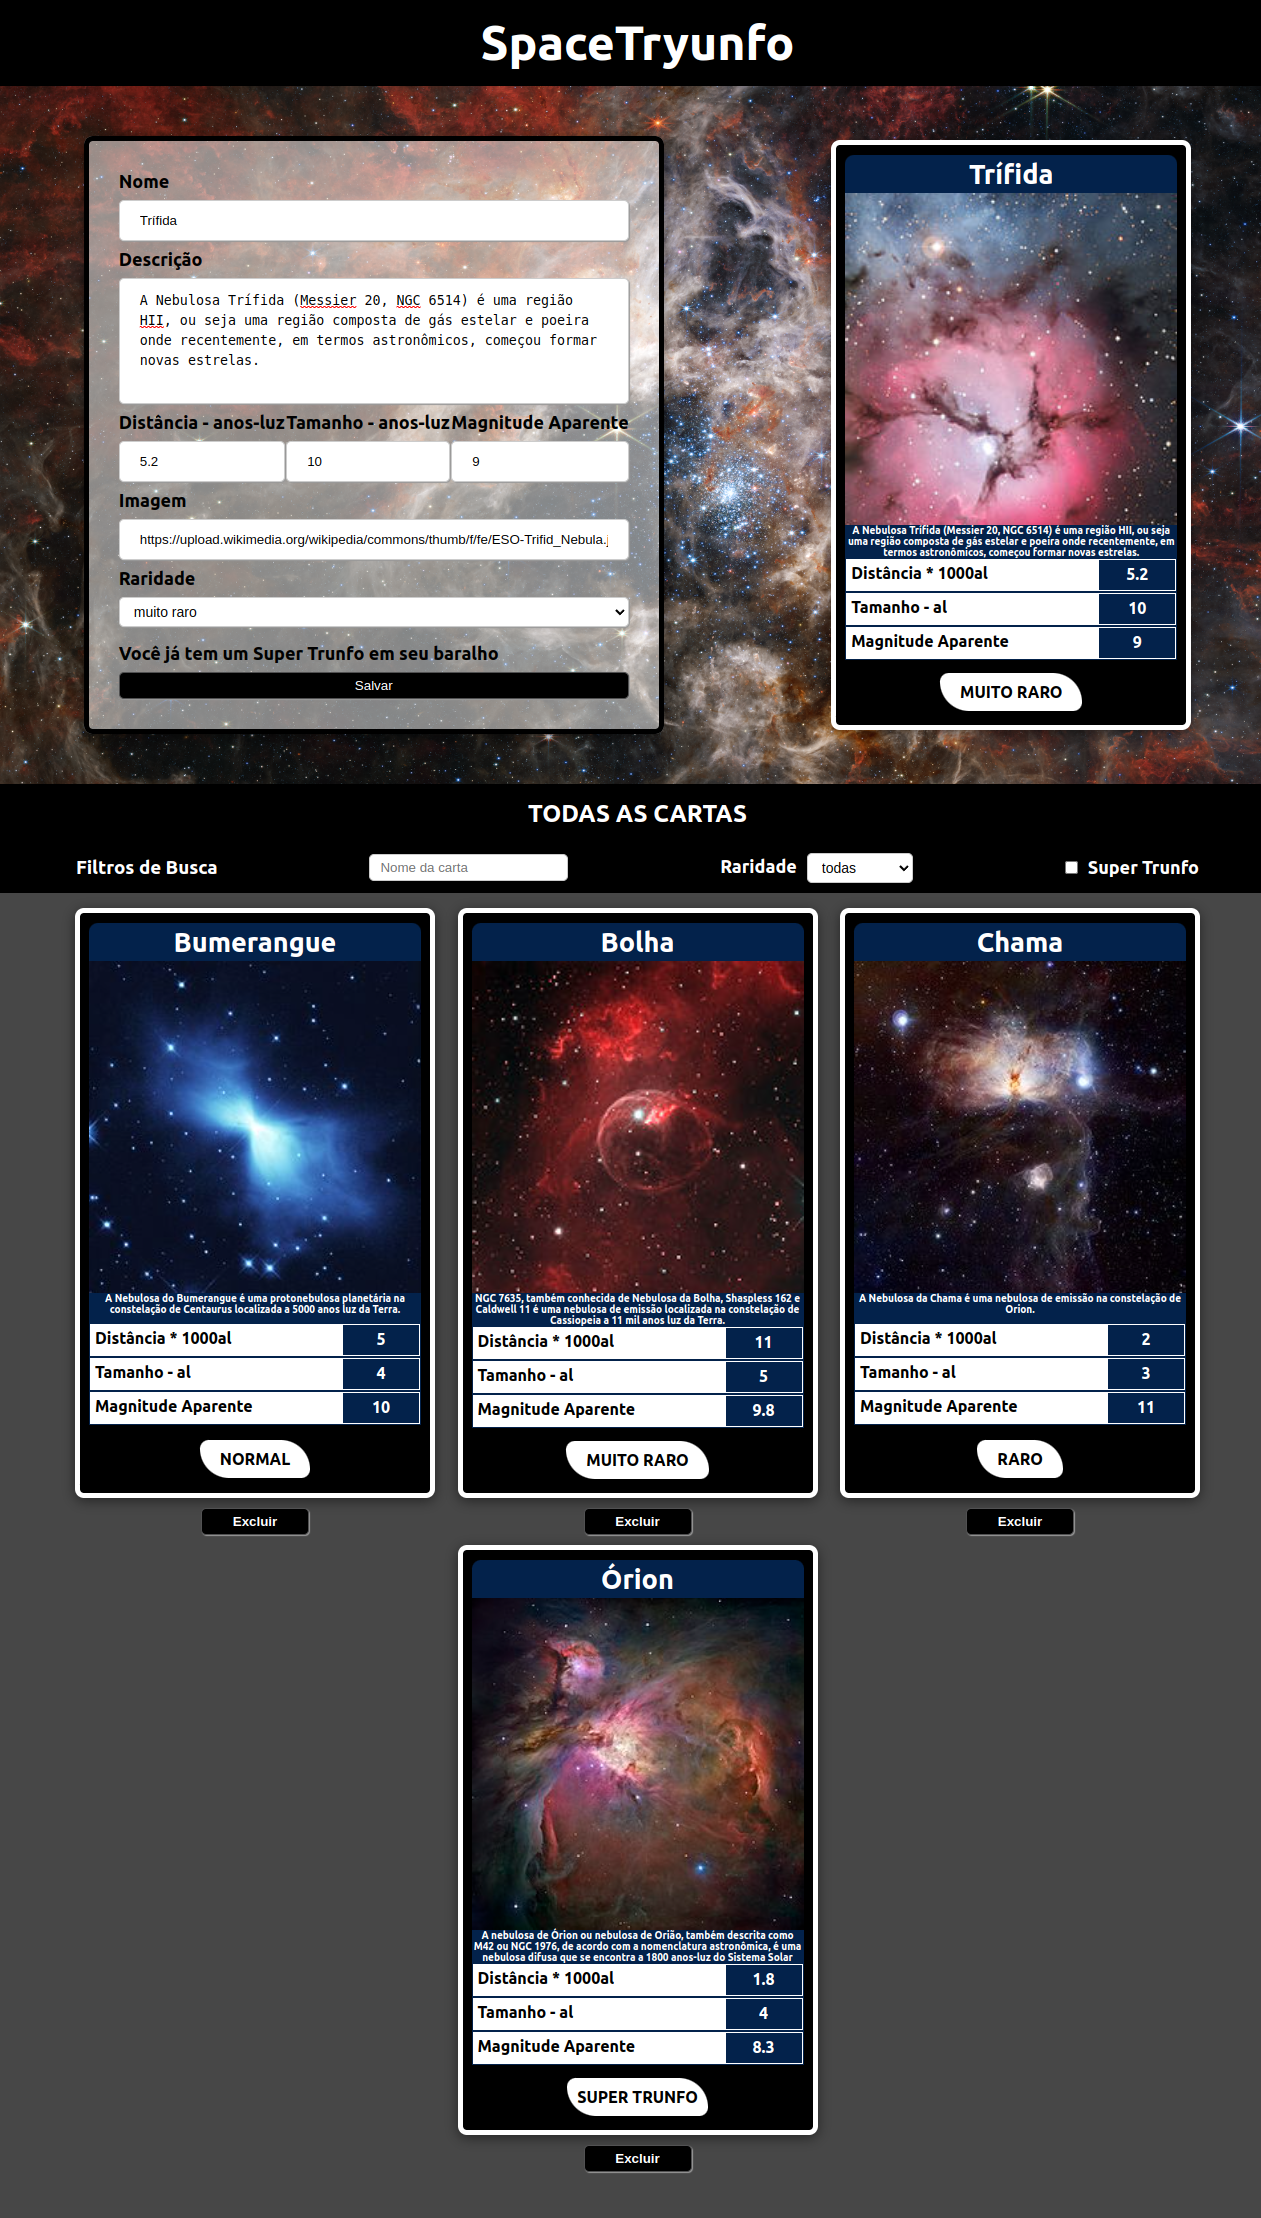 SpaceTryunfo
Nome
Trífida
Descrição
A Nebulosa Trífida (Messier 20, NGC 6514) é uma região
HII, ou seja uma região composta de gás estelar e poeira
onde recentemente, em termos astronômicos, começou formar
novas estrelas.
Distância - anos-luz Tamanho - anos-luz Magnitude Aparente
5.2 10 9
Imagem
https://upload.wikimedia.org/wikipedia/commons/thumb/f/fe/ESO-Trifid_Nebula.j
Raridade
muito raro
Você já tem um Super Trunfo em seu baralho
Salvar
Trífida
A Nebulosa Trífida (Messier 20, NGC 6514) é uma região HII, ou seja
uma região composta de gás estelar e poeira onde recentemente, em
termos astronômicos, começou formar novas estrelas.
Distância * 1000al 5.2
Tamanho - al 10
Magnitude Aparente 9
MUITO RARO
TODAS AS CARTAS
Filtros de Busca Nome da carta Raridade todas Super Trunfo
Bumerangue
A Nebulosa do Bumerangue é uma protonebulosa planetária na
constelação de Centaurus localizada a 5000 anos luz da Terra.
Distância * 1000al 5
Tamanho - al 4
Magnitude Aparente 10
NORMAL
Excluir
Bolha
NGC 7635, também conhecida de Nebulosa da Bolha, Shaspless 162 e
Caldwell 11 é uma nebulosa de emissão localizada na constelação de
Cassiopeia a 11 mil anos luz da Terra.
Distância * 1000al 11
Tamanho - al 5
Magnitude Aparente 9.8
MUITO RARO
Excluir
Chama
A Nebulosa da Chama é uma nebulosa de emissão na constelação de
Orion.
Distância * 1000al 2
Tamanho - al 3
Magnitude Aparente 11
RARO
Excluir
Órion
A nebulosa de Órion ou nebulosa de Orião, também descrita como
M42 ou NGC 1976, de acordo com a nomenclatura astronômica, é uma
nebulosa difusa que se encontra a 1800 anos-luz do Sistema Solar
Distância * 1000al 1.8
Tamanho - al 4
Magnitude Aparente 8.3
SUPER TRUNFO
Excluir